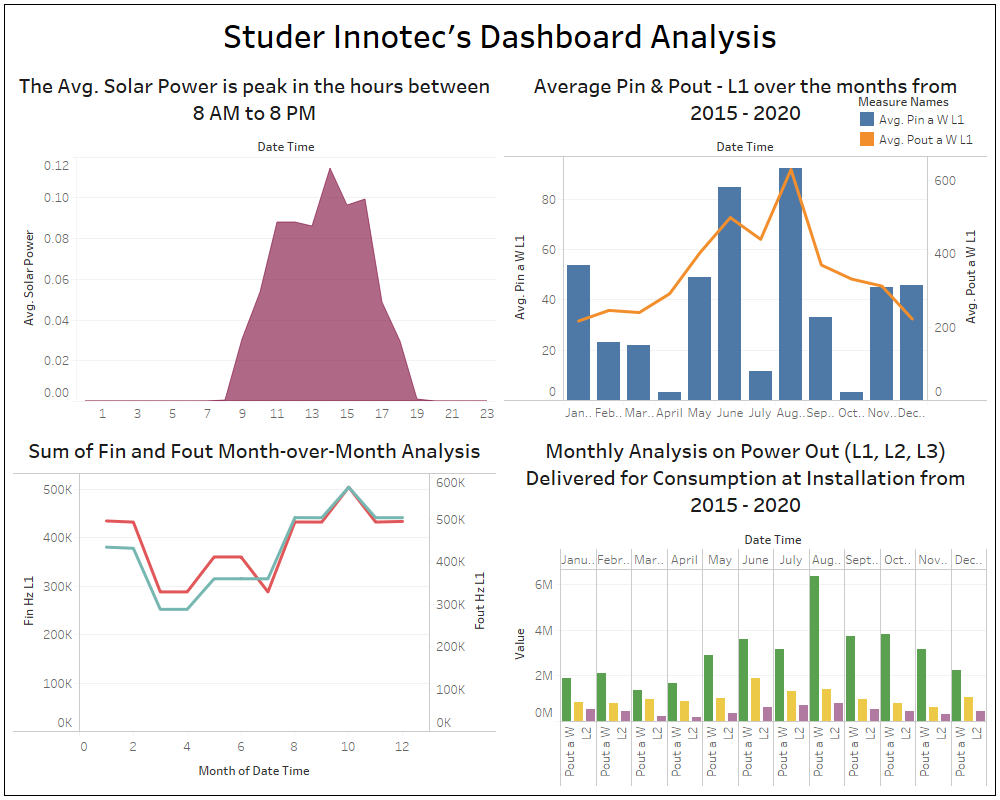 Studer Innotec’s Dashboard Analysis
The Avg. Solar Power is peak in the hours between
8 AM to 8 PM
Date Time
Avg. Solar Power
0.12
0.10
0.08
0.06
0.04
0.02
0.00
1 3 5 7 9 11 13 15 17 19 21 23
Average Pin & Pout - L1 over the months from
2015 - 2020
Measure Names
Avg. Pin a W L1
Avg. Pout a W L1
Date Time
Avg. Pin a W L1
80
60
40
20
0
600
400
200
0
Avg. Pout a W L1
Jan.. Feb.. Mar.. April May June July Aug.. Sep.. Oct.. Nov.. Dec..
Sum of Fin and Fout Month-over-Month Analysis
Fin Hz L1
500K
400K
300K
200K
100K
0K
600K
500K
400K
300K
200K
100K
0K
Fout Hz L1
0 2 4 6 8 10 12
Month of Date Time
Monthly Analysis on Power Out (L1, L2, L3)
Delivered for Consumption at Installation from
2015 - 2020
Date Time
Janu.. Febr.. Mar.. April May June July Aug.. Sept.. Oct.. Nov.. Dec..
Value
6M
4M
2M
0M
Pout a W L2 Pout a W L2 Pout a W L2 Pout a W L2 Pout a W L2 Pout a W L2 Pout a W L2 Pout a W L2 Pout a W L2 Pout a W L2 Pout a W L2 Pout a W L2